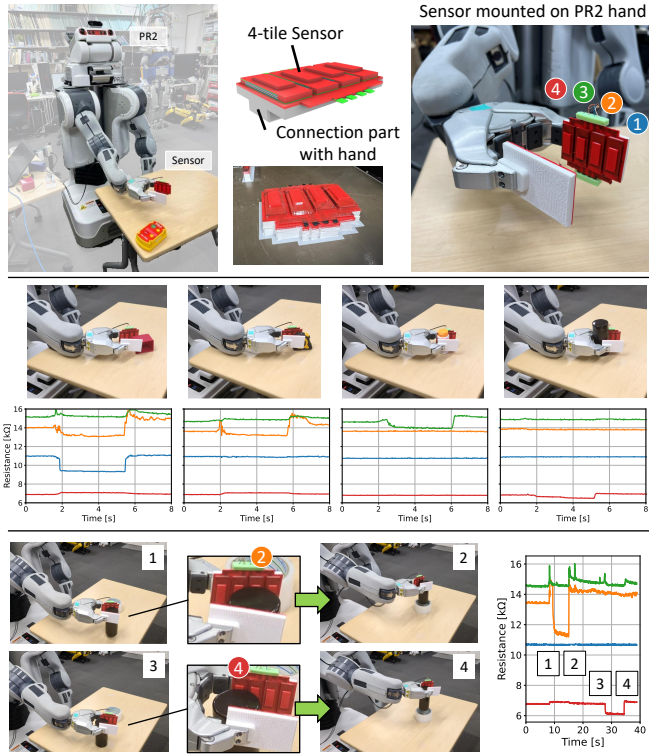 Sensor mounted on PR2 hand
PR2
4-tile Sensor
Connection part
with hand
Sensor
4
3
2
1
Resistance [kΩ]
16
14
12
10
8
6
0 2 4 6 8
Time [s]
0 2 4 6 8
Time [s]
0 2 4 6 8
Time [s]
0 2 4 6 8
Time [s]
1
2
2
3
4
4
Resistance [kΩ]
16
14
12
10
8
6
1 2
3 4
0 10 20 30 40
Time [s]